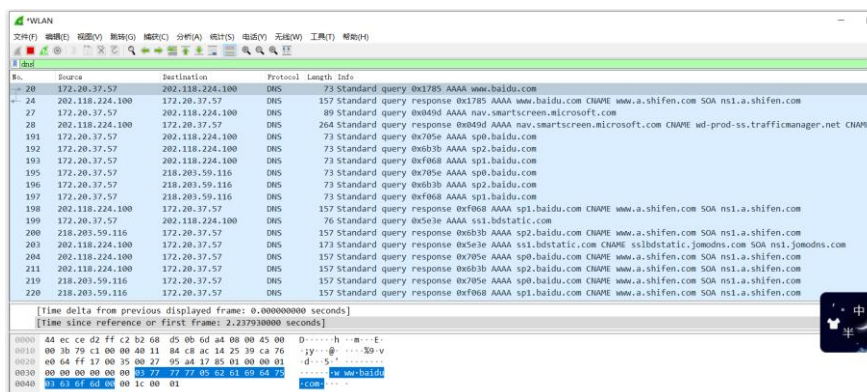 *WLAN
文件(F) 编辑(E) 视图(V) 跳转(G) 捕获(C) 分析(A) 统计(S) 电话(Y) 无线(W) 工具(T) 帮助(H)
dns
No. Source Destination Protocol Length Info
20 172.20.37.57 202.118.224.100 DNS 73 Standard query 0x1785 AAAA www.baidu.com
24 202.118.224.100 172.20.37.57 DNS 157 Standard query response 0x1785 AAAA www.baidu.com CNAME www.a.shifen.com SOA ns1.a.shifen.com
27 172.20.37.57 202.118.224.100 DNS 89 Standard query 0x049d AAAA nav.smartscreen.microsoft.com
28 202.118.224.100 172.20.37.57 DNS 264 Standard query response 0x049d AAAA nav.smartscreen.microsoft.com CNAME wd-prod-ss.trafficmanager.net CNAME
191 172.20.37.57 202.118.224.100 DNS 73 Standard query 0x705e AAAA sp0.baidu.com
192 172.20.37.57 202.118.224.100 DNS 73 Standard query 0x6b3b AAAA sp2.baidu.com
193 172.20.37.57 202.118.224.100 DNS 73 Standard query 0xf068 AAAA sp1.baidu.com
195 172.20.37.57 218.203.59.116 DNS 73 Standard query 0x705e AAAA sp0.baidu.com
196 172.20.37.57 218.203.59.116 DNS 73 Standard query 0x6b3b AAAA sp2.baidu.com
197 172.20.37.57 218.203.59.116 DNS 73 Standard query 0xf068 AAAA sp1.baidu.com
198 202.118.224.100 172.20.37.57 DNS 157 Standard query response 0xf068 AAAA sp1.baidu.com CNAME www.a.shifen.com SOA ns1.a.shifen.com
199 172.20.37.57 202.118.224.100 DNS 76 Standard query 0x5e3e AAAA ss1.bdstatic.com
200 218.203.59.116 172.20.37.57 DNS 157 Standard query response 0x6b3b AAAA sp2.baidu.com CNAME www.a.shifen.com SOA ns1.a.shifen.com
203 202.118.224.100 172.20.37.57 DNS 173 Standard query response 0x5e3e AAAA ss1.bdstatic.com CNAME sslbdstatic.jomodns.com SOA ns1.jomodns.com
204 202.118.224.100 172.20.37.57 DNS 157 Standard query response 0x705e AAAA sp0.baidu.com CNAME www.a.shifen.com SOA ns1.a.shifen.com
211 202.118.224.100 172.20.37.57 DNS 157 Standard query response 0x6b3b AAAA sp2.baidu.com CNAME www.a.shifen.com SOA ns1.a.shifen.com
219 218.203.59.116 172.20.37.57 DNS 157 Standard query response 0x705e AAAA sp0.baidu.com CNAME www.a.shifen.com SOA ns1.a.shifen.com
220 218.203.59.116 172.20.37.57 DNS 157 Standard query response 0xf068 AAAA sp1.baidu.com CNAME www.a.shifen.com SOA ns1.a.shifen.com
[Time delta from previous displayed frame: 0.000000000 seconds]
[Time since reference or first frame: 2.237930000 seconds]
0000 44 ec ce d2 ff c2 b2 68 d5 0b 6d a4 08 00 45 00 D······h ··m···E·
0010 00 3b 79 c1 00 00 40 11 84 c8 ac 14 25 39 ca 76 ·;y···@· ····%9·v
0020 e0 64 ff 17 00 35 00 27 95 a4 17 85 01 00 00 01 ·d···5·' ········
0030 00 00 00 00 00 00 03 77 77 77 05 62 61 69 64 75 ·······w ww·baidu
0040 03 63 6f 6d 00 00 1c 00 01 ·com·····
中
半